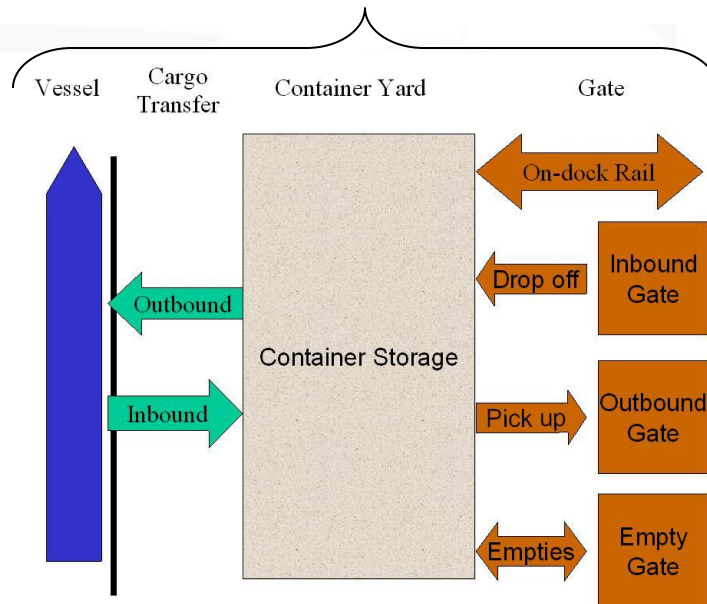 Vessel
Cargo
Transfer
Container Yard
Gate
On-dock Rail
Drop off
Inbound
Gate
Outbound
Container Storage
Inbound
Pick up
Outbound
Gate
Empties
Empty
Gate